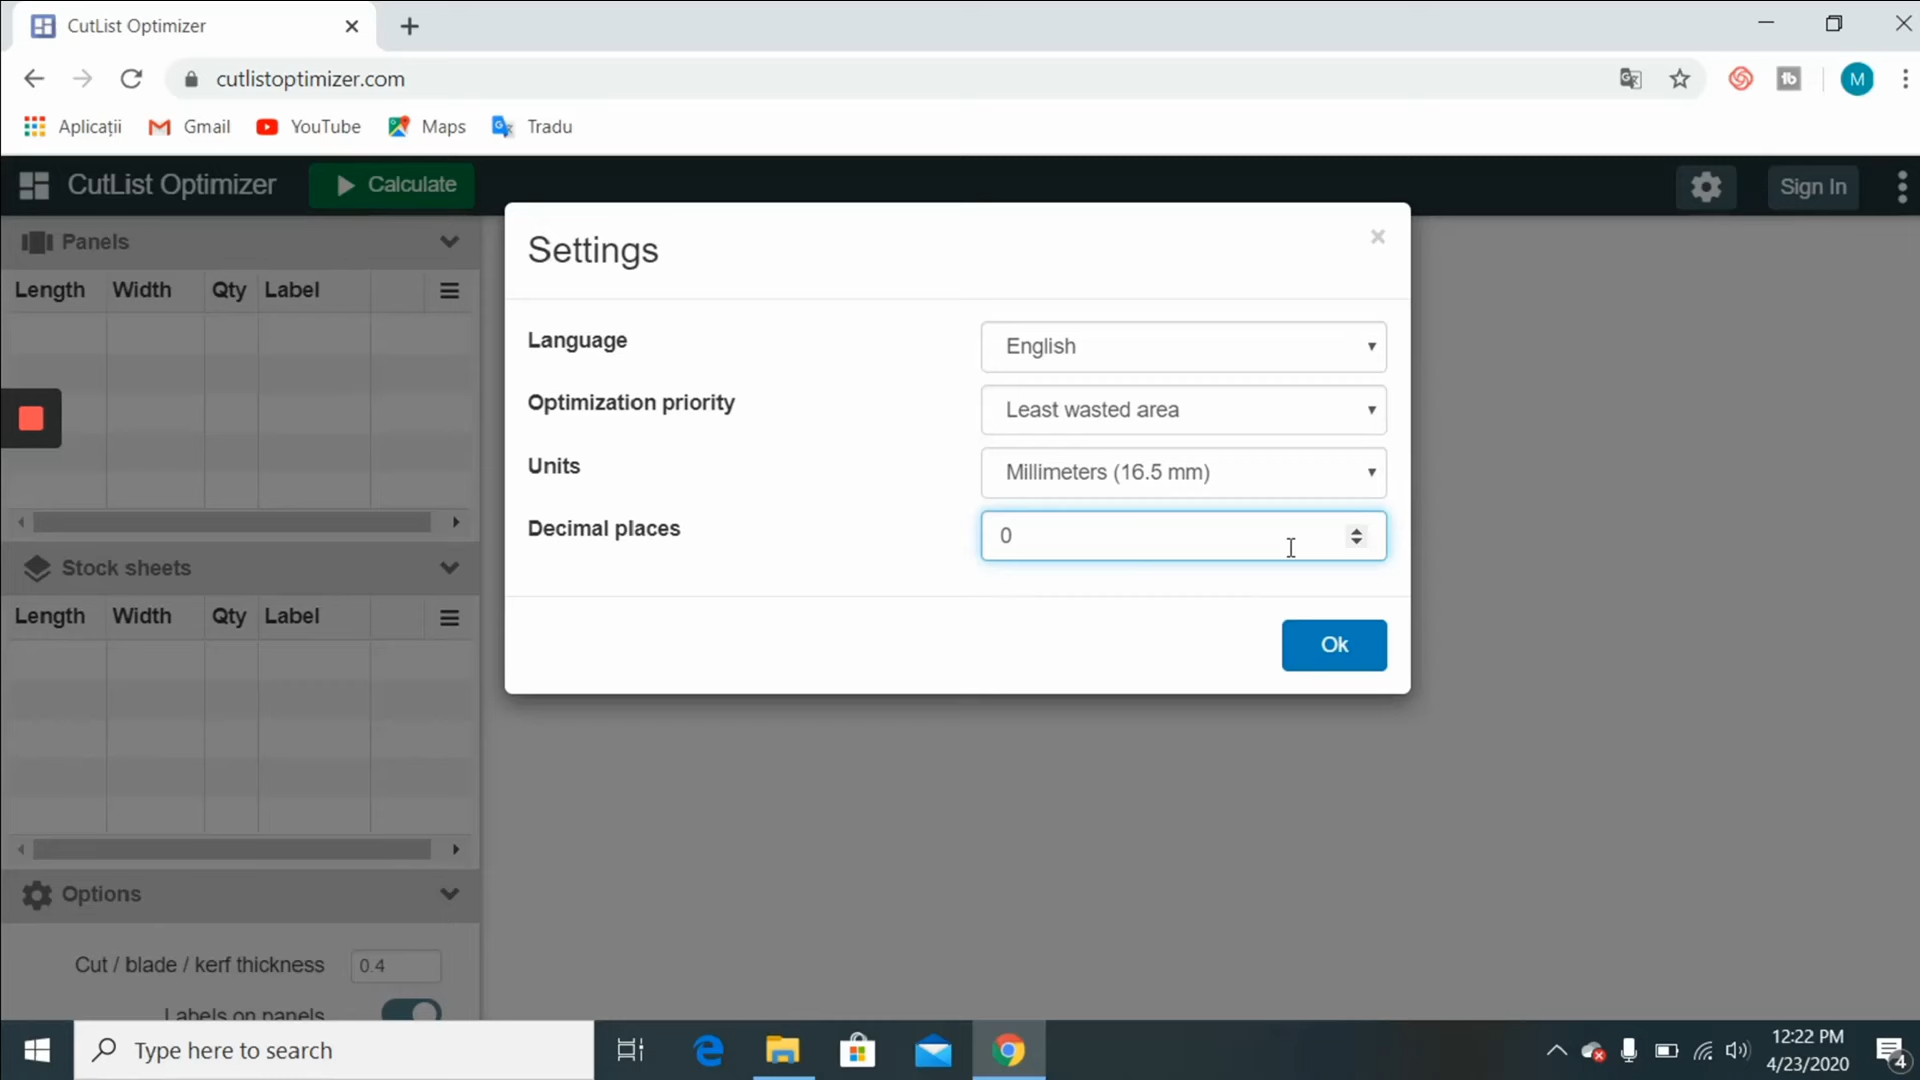 CutList Optimizer
cutlistoptimizer.com
M
Aplicații Gmail YouTube Maps Tradu
CutList Optimizer Calculate Sign In
Panels
Length Width Qty Label
Stock sheets
Length Width Qty Label
Options
Cut / blade / kerf thickness 0.4
Labels on panels
Settings
Language English
Optimization priority Least wasted area
Units Millimeters (16.5 mm)
Decimal places 0
Ok
Type here to search
12:22 PM
4/23/2020
4